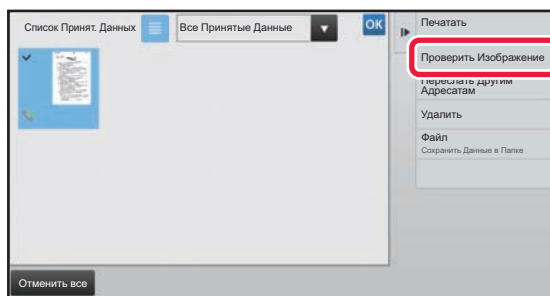 Список Принят. Данных
Все Принятые Данные
OK
Печатать
Проверить Изображение
Переслать Другим
Адресатам
Удалить
Файл
Сохранить Данные в Папке
Отменить все